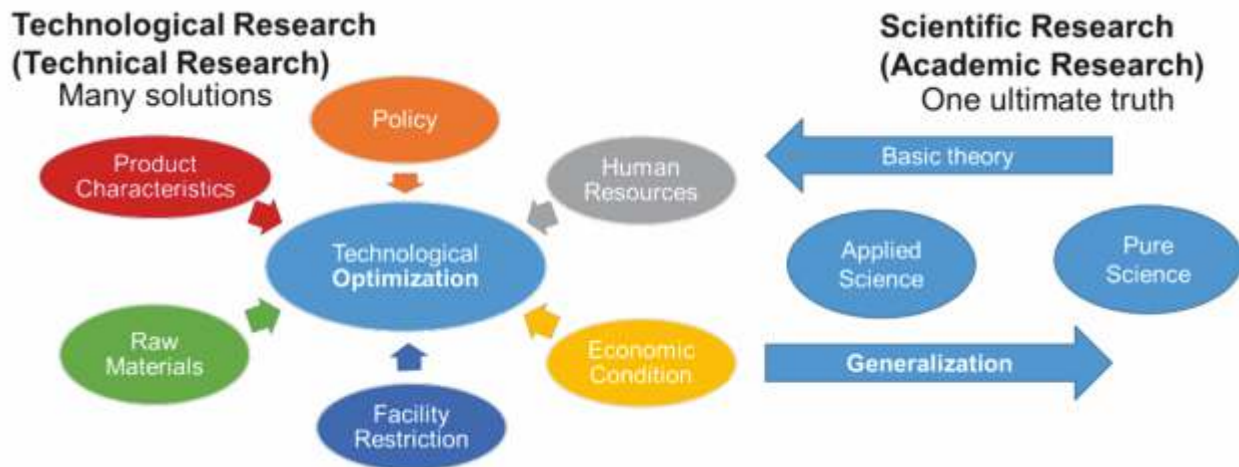 Technological Research
(Technical Research)
Many solutions
Scientific Research
(Academic Research)
One ultimate truth
Policy
Product
Characteristics
Human
Resources
Basic theory
Technological
Optimization
Applied
Science
Pure
Science
Raw
Materials
Economic
Condition
Generalization
Facility
Restriction